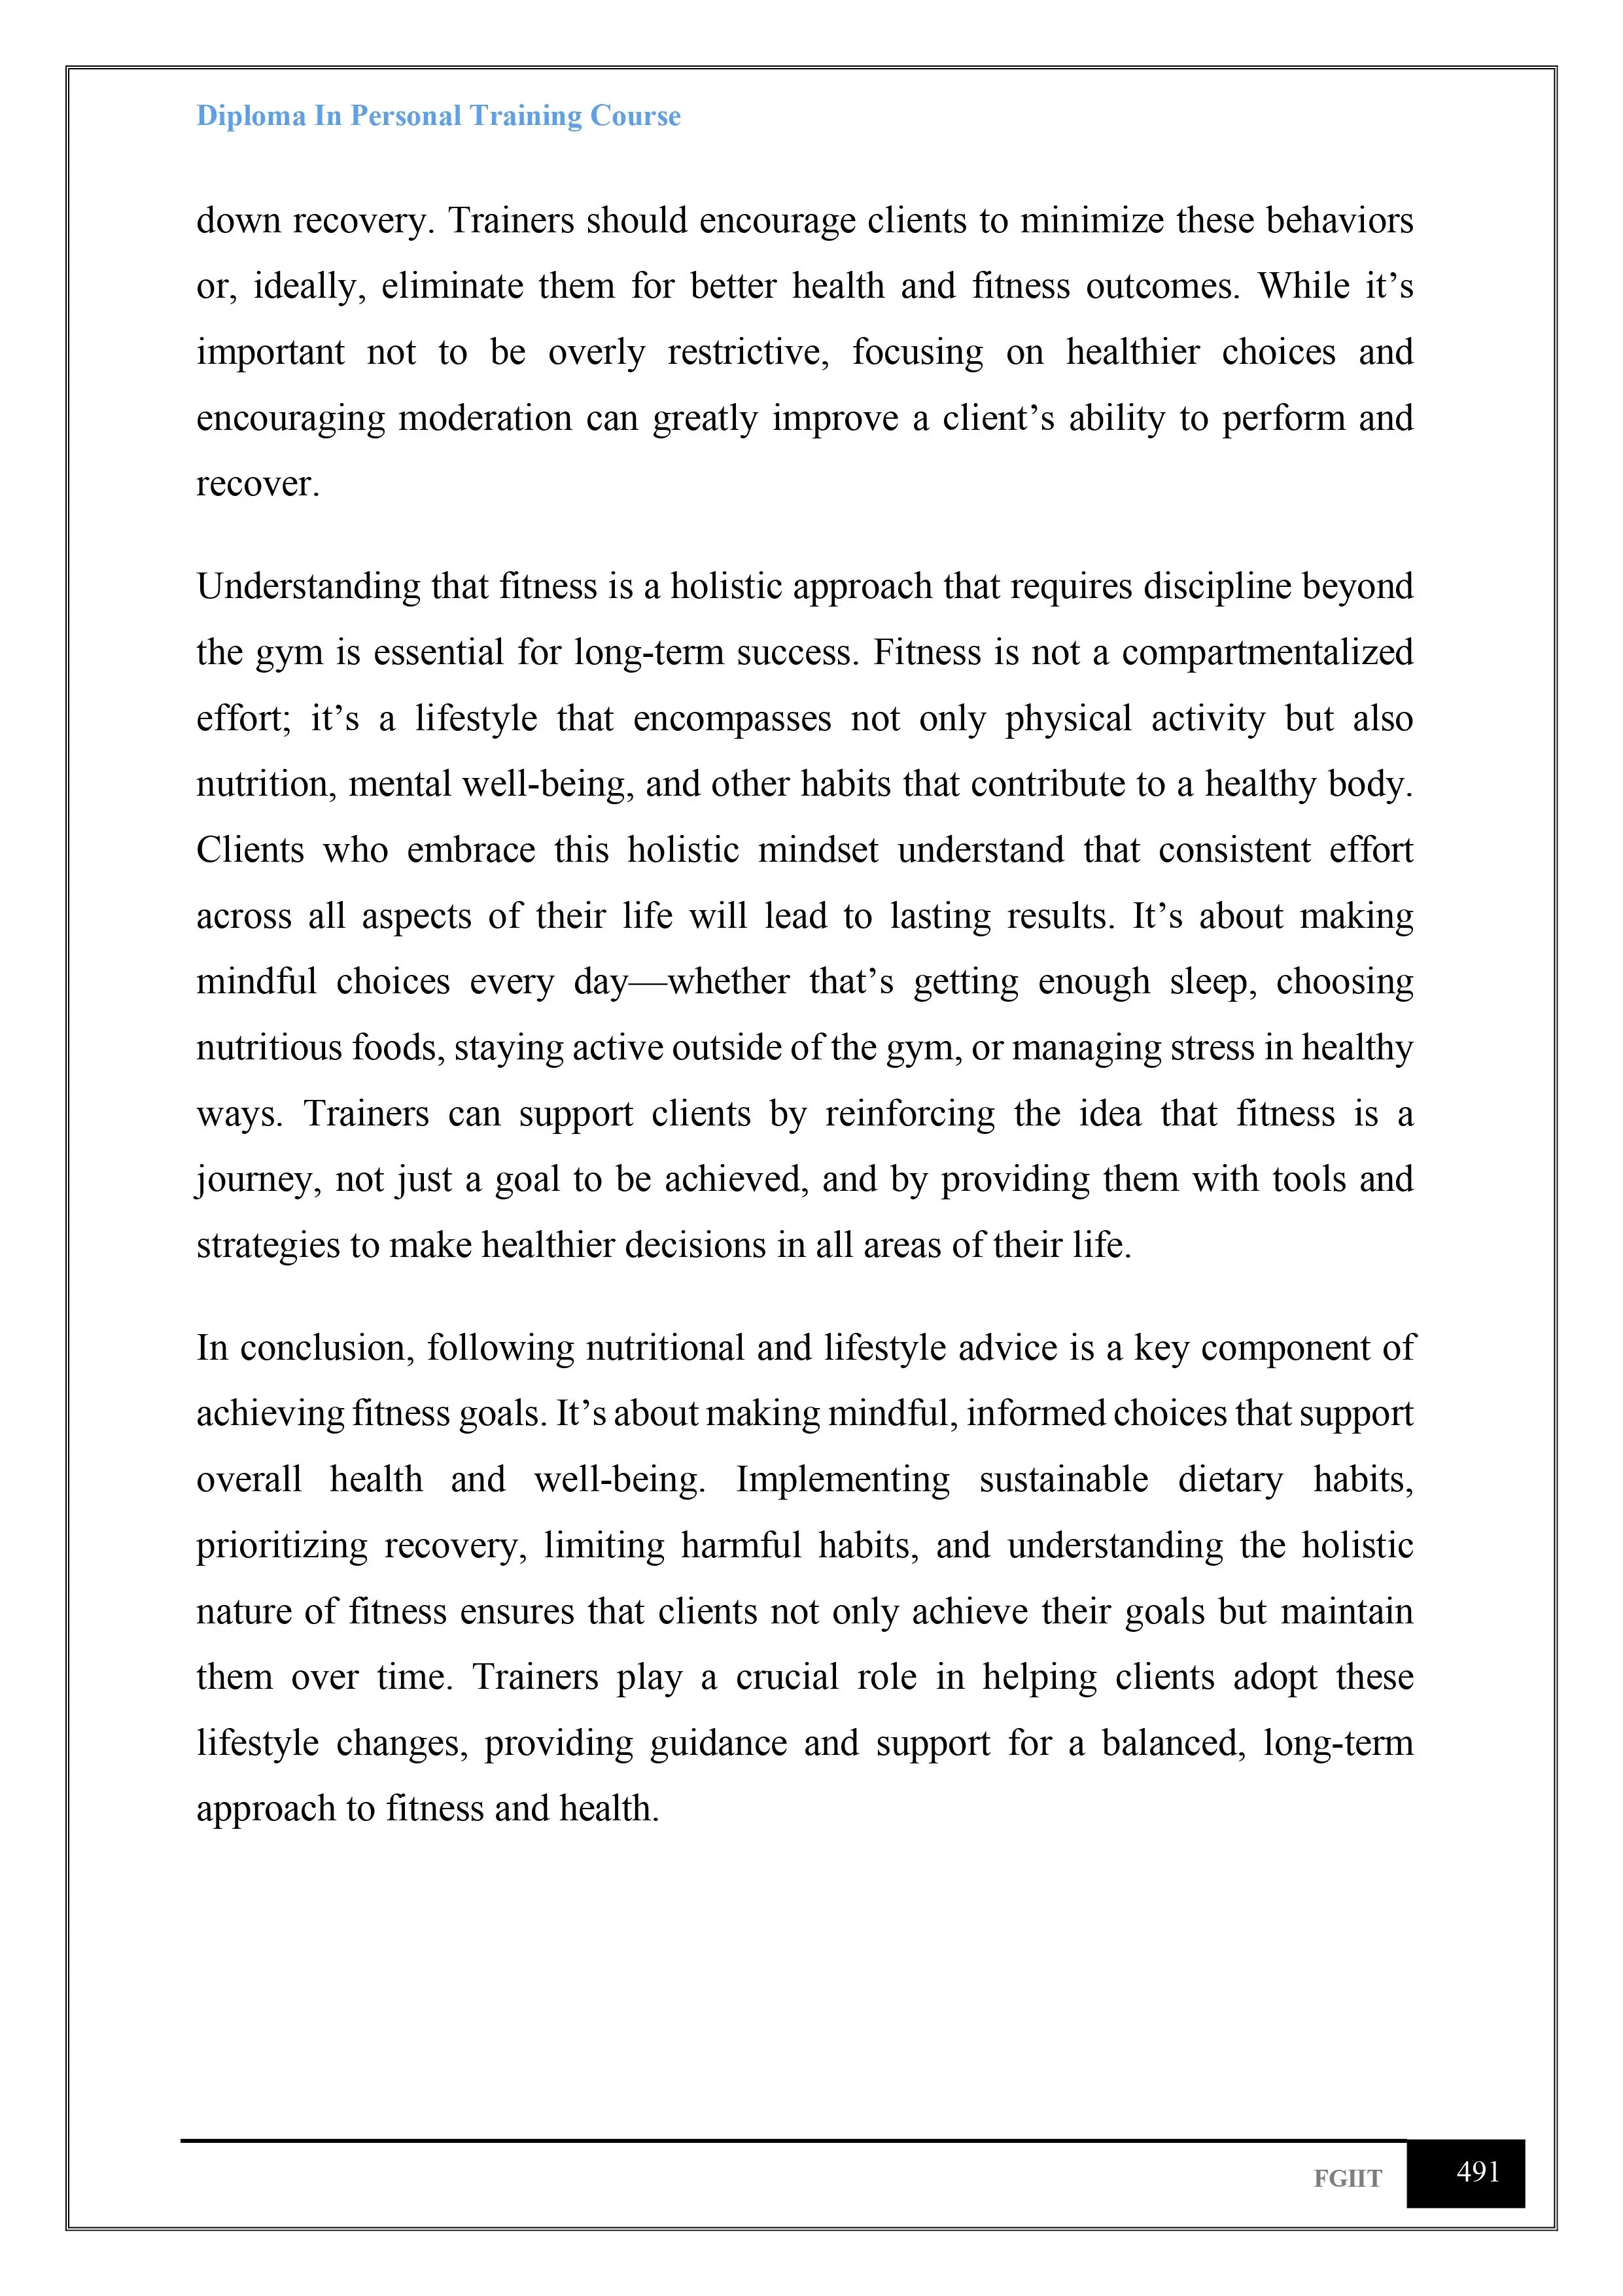 Diploma In Personal Training Course
down recovery. Trainers should encourage clients to minimize these behaviors
or, ideally, eliminate them for better health and fitness outcomes. While it’s
important not to be overly restrictive, focusing on healthier choices and
encouraging moderation can greatly improve a client’s ability to perform and
recover.
Understanding that fitness is a holistic approach that requires discipline beyond
the gym is essential for long-term success. Fitness is not a compartmentalized
effort; it’s a lifestyle that encompasses not only physical activity but also
nutrition, mental well-being, and other habits that contribute to a healthy body.
Clients who embrace this holistic mindset understand that consistent effort
across all aspects of their life will lead to lasting results. It’s about making
mindful choices every day—whether that’s getting enough sleep, choosing
nutritious foods, staying active outside of the gym, or managing stress in healthy
ways. Trainers can support clients by reinforcing the idea that fitness is a
journey, not just a goal to be achieved, and by providing them with tools and
strategies to make healthier decisions in all areas of their life.
In conclusion, following nutritional and lifestyle advice is a key component of
achieving fitness goals. It’s about making mindful, informed choices that support
overall health and well-being. Implementing sustainable dietary habits,
prioritizing recovery, limiting harmful habits, and understanding the holistic
nature of fitness ensures that clients not only achieve their goals but maintain
them over time. Trainers play a crucial role in helping clients adopt these
lifestyle changes, providing guidance and support for a balanced, long-term
approach to fitness and health.
FGIIT 491